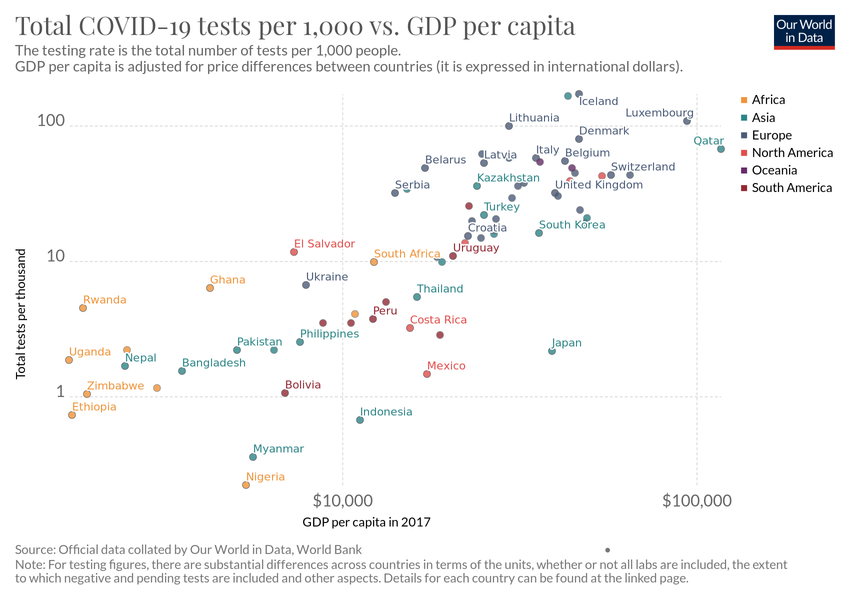 Total COVID-19 tests per 1,000 vs. GDP per capita
The testing rate is the total number of tests per 1,000 people.
GDP per capita is adjusted for price differences between countries (it is expressed in international dollars).
Our World
in Data
Africa
Asia
Europe
North America
Oceania
South America
Total tests per thousand
100
10
1
Iceland
Luxembourg
Lithuania
Denmark
Qatar
Italy
Belgium
Latvia
Belarus
Switzerland
Kazakhstan
Serbia
United Kingdom
Turkey
South Korea
Croatia
El Salvador
Uruguay
South Africa
Ukraine
Ghana
Thailand
Rwanda
Peru
Costa Rica
Philippines
Pakistan
Japan
Uganda
Nepal
Bangladesh
Mexico
Zimbabwe
Bolivia
Ethiopia
Indonesia
Myanmar
Nigeria
$10,000
$100,000
GDP per capita in 2017
Source: Official data collated by Our World in Data, World Bank
Note: For testing figures, there are substantial differences across countries in terms of the units, whether or not all labs are included, the extent
to which negative and pending tests are included and other aspects. Details for each country can be found at the linked page.